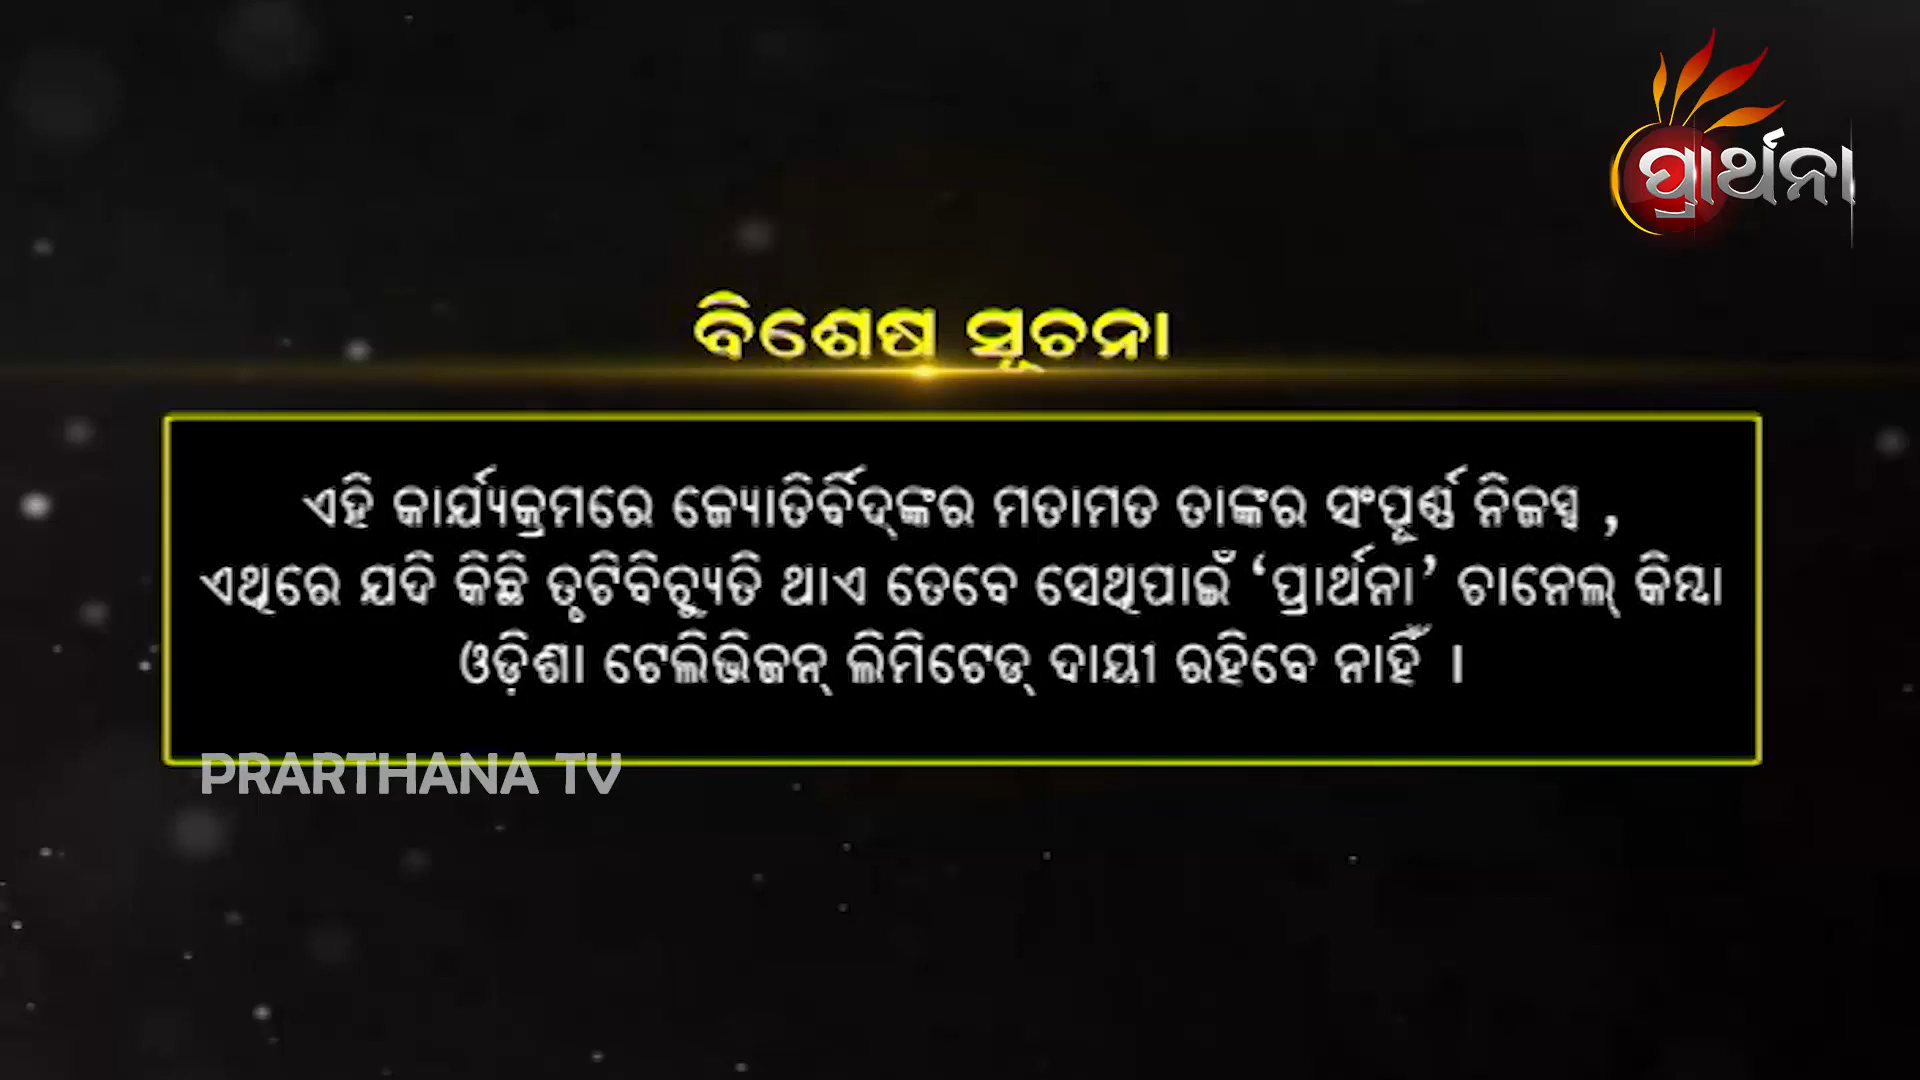 ପ୍ରାର୍ଥନା
ବିଶେଷ ସୂଚନା
ଏହି କାର୍ଯ୍ୟକ୍ରମରେ ଜ୍ୟୋତିର୍ବିଦ୍‌ଙ୍କର ମତାମତ ତାଙ୍କର ସଂପୂର୍ଣ୍ଣ ନିଜସ୍ୱ ,
ଏଥିରେ ଯଦି କିଛି ତୃଟିବିଚ୍ୟୁତି ଥାଏ ତେବେ ସେଥିପାଇଁ ‘ପ୍ରାର୍ଥନା’ ଚାନେଲ୍ କିମ୍ବା
ଓଡ଼ିଶା ଟେଲିଭିଜନ୍ ଲିମିଟେଡ୍ ଦାୟୀ ରହିବେ ନାହିଁ ।
PRARTHANA TV